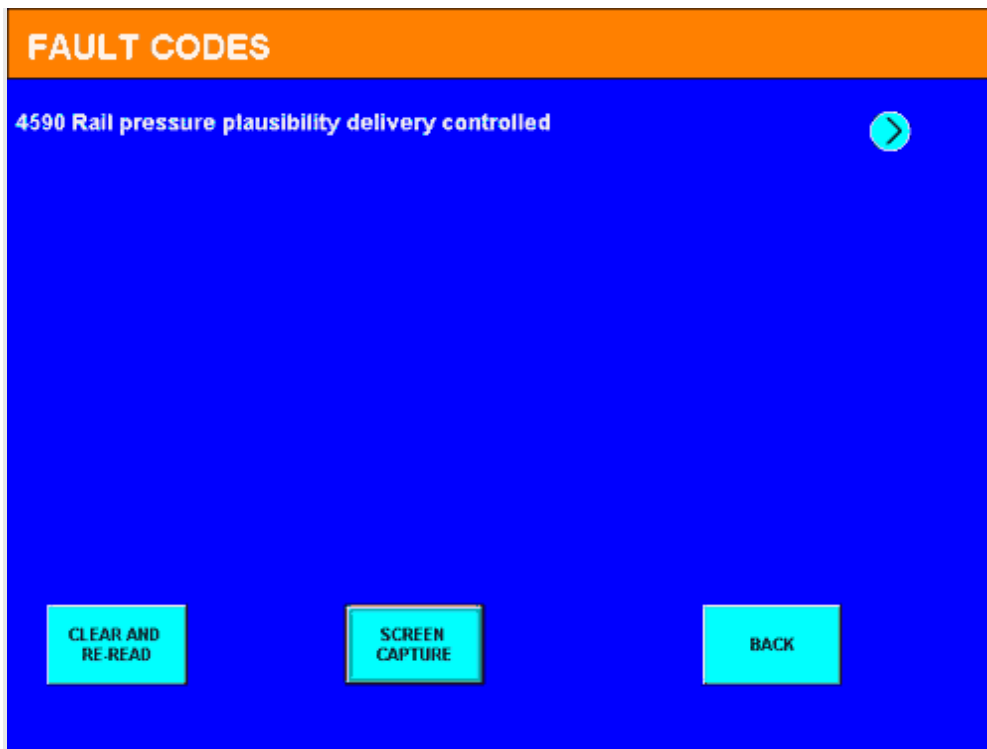 FAULT CODES
4590 Rail pressure plausibility delivery controlled
CLEAR AND
RE-READ
SCREEN
CAPTURE
BACK